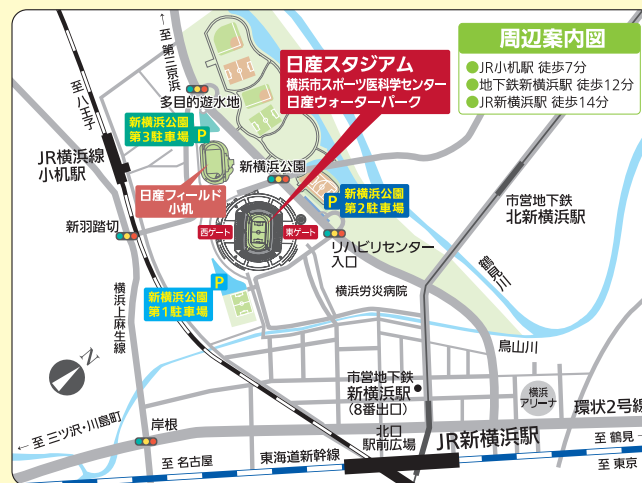 周辺案内図
●JR小机駅 徒歩7分
●地下鉄新横浜駅 徒歩12分
●JR新横浜駅 徒歩14分
日産スタジアム
横浜市スポーツ医科学センター
日産ウォーターパーク
← 至 第三京浜
至 八王子
多目的遊水地
新横浜公園
第3駐車場
P
JR横浜線
小机駅
新横浜公園
日産フィールド
小机
P
新横浜公園
第2駐車場
市営地下鉄
北新横浜駅
新羽踏切
西ゲート
東ゲート
リハビリセンター
入口
鶴見川
P
新横浜公園
第1駐車場
横浜労災病院
横浜上麻生線
鳥山川
N
市営地下鉄
新横浜駅
(8番出口)
横浜
アリーナ
環状2号線
← 至 三ツ沢・川島町
岸根
北口
駅前広場
JR新横浜駅
至 鶴見 →
至 名古屋
東海道新幹線
至 東京